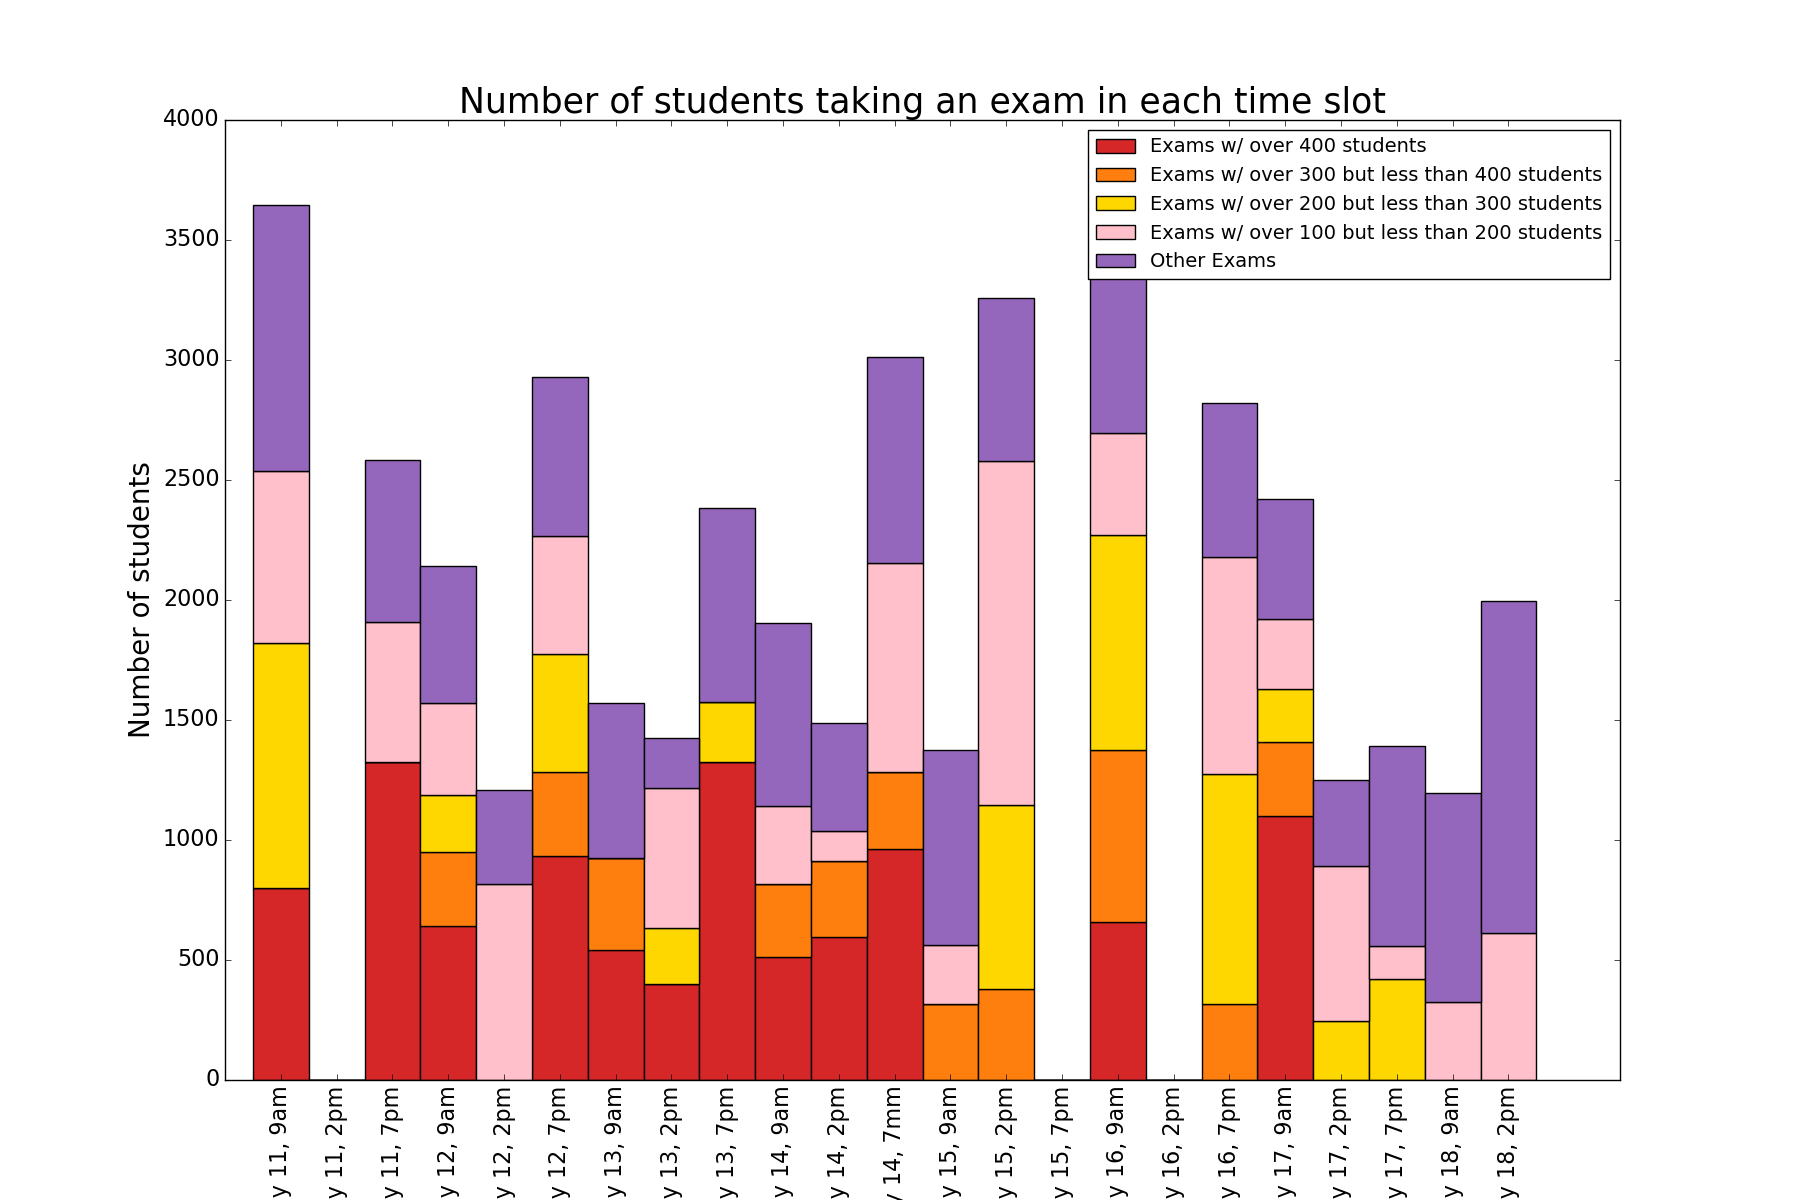 Number of students taking an exam in each time slot
Number of students
4000
3500
3000
2500
2000
1500
1000
500
0
Exams w/ over 400 students
Exams w/ over 300 but less than 400 students
Exams w/ over 200 but less than 300 students
Exams w/ over 100 but less than 200 students
Other Exams
y 11, 9am
y 11, 2pm
y 11, 7pm
y 12, 9am
y 12, 2pm
y 12, 7pm
y 13, 9am
y 13, 2pm
y 13, 7pm
y 14, 9am
y 14, 2pm
y 14, 7mm
y 15, 9am
y 15, 2pm
y 15, 7pm
y 16, 9am
y 16, 2pm
y 16, 7pm
y 17, 9am
y 17, 2pm
y 17, 7pm
y 18, 9am
y 18, 2pm